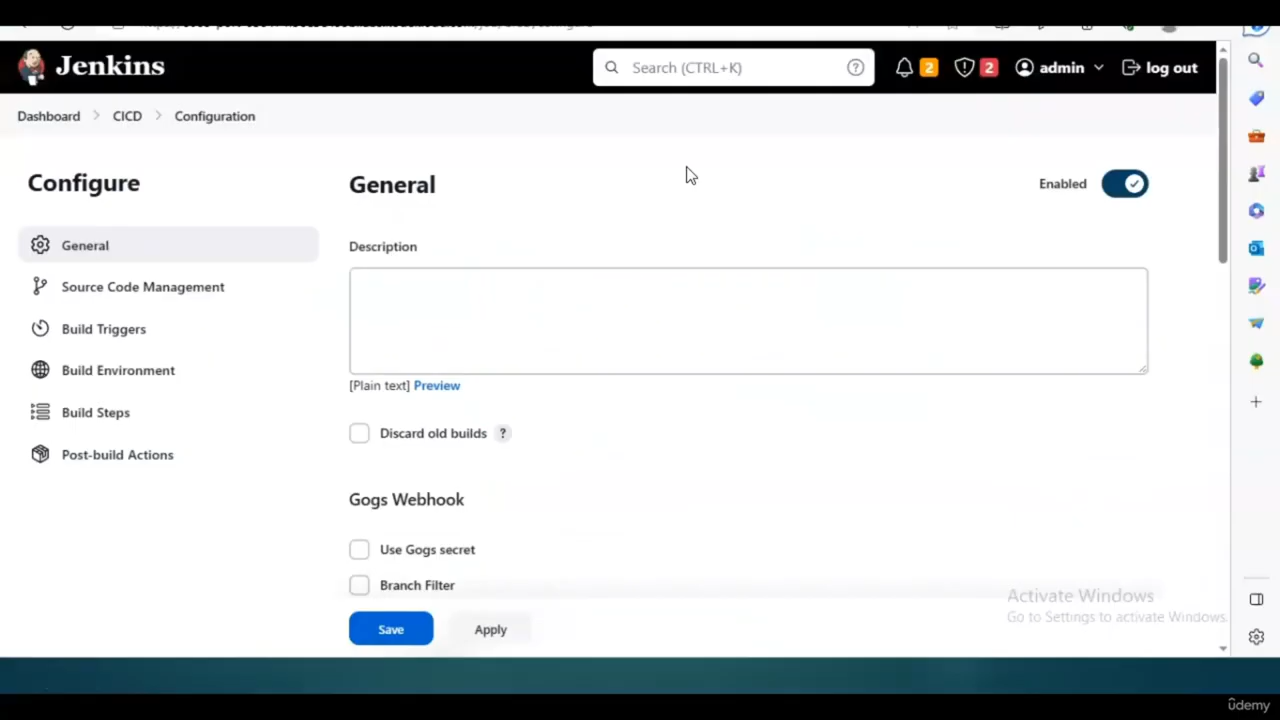 Jenkins
Search (CTRL+K)
?
2
2
admin
log out
Dashboard
CICD
Configuration
Configure
General
Source Code Management
Build Triggers
Build Environment
Build Steps
Post-build Actions
General
Enabled
Description
[Plain text] Preview
Discard old builds ?
Gogs Webhook
Use Gogs secret
Branch Filter
Save
Apply
Activate Windows
Go to Settings to activate Windows.
ûdemy